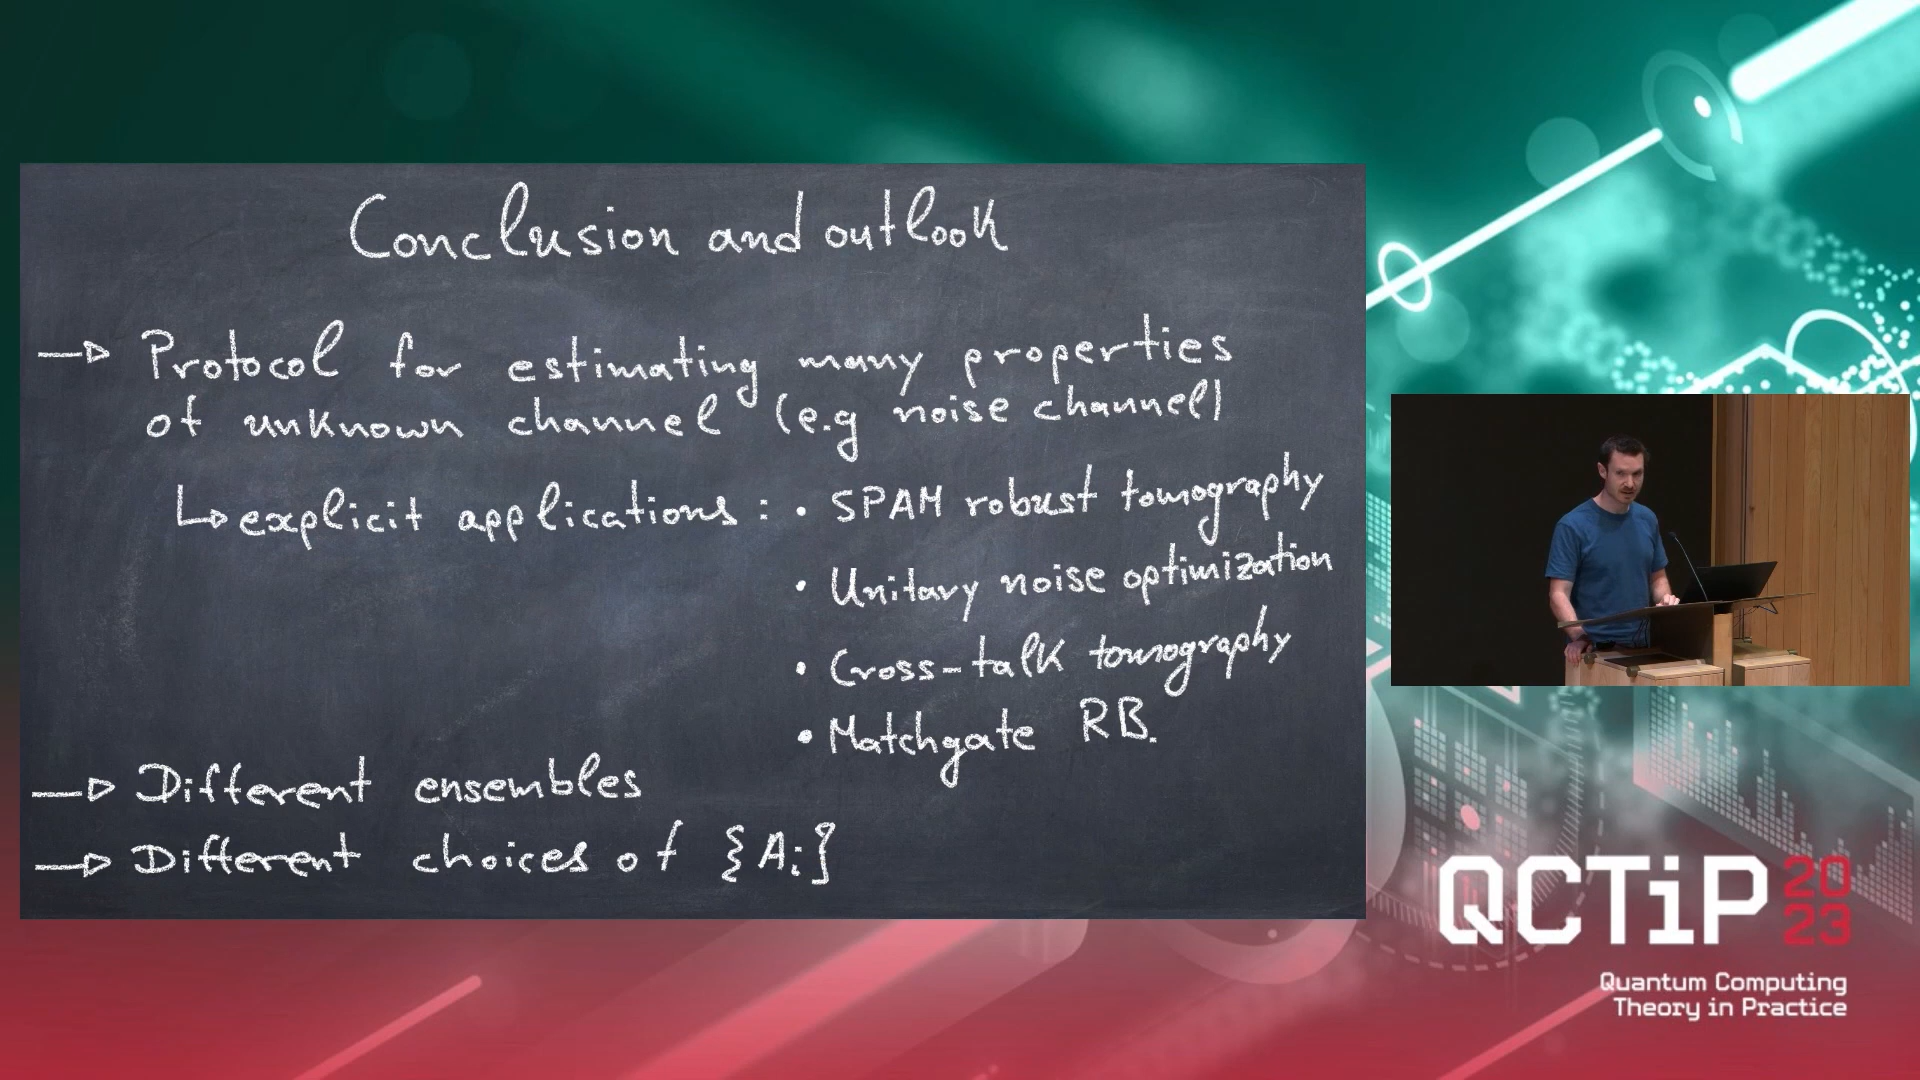 Conclusion and outlook
Protocol for estimating many properties
of unknown channel (e.g noise channel)
explicit applications : • SPAM robust tomography
• Unitary noise optimization
• Cross-talk tomography
• Matchgate RB.
Different ensembles
Different choices of {Aᵢ}
QCTiP 20
23
Quantum Computing
Theory in Practice